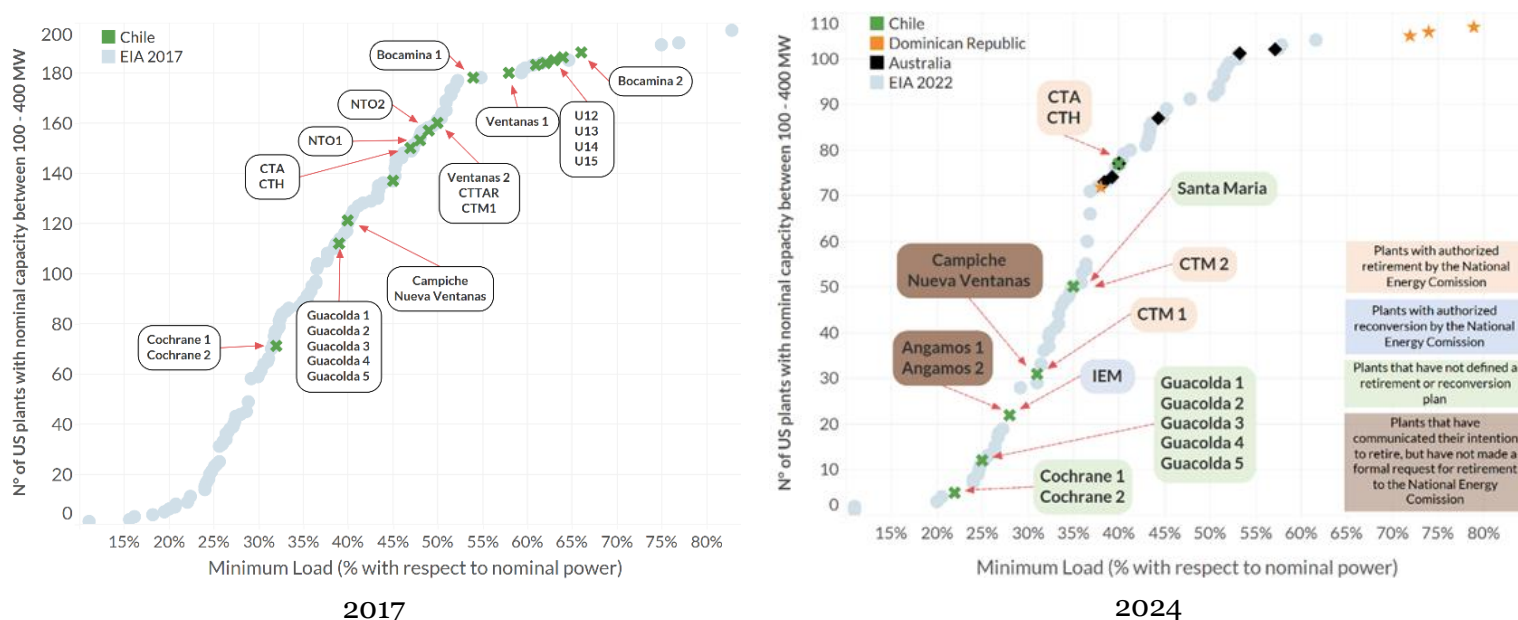 N° of US plants with nominal capacity between 100 - 400 MW
200
180
160
140
120
100
80
60
40
20
0
Chile
EIA 2017
Bocamina 1
Bocamina 2
NTO2
Ventanas 1
U12
U13
U14
U15
NTO1
CTA
CTH
Ventanas 2
CTTAR
CTM1
Campiche
Nueva Ventanas
Cochrane 1
Cochrane 2
Guacolda 1
Guacolda 2
Guacolda 3
Guacolda 4
Guacolda 5
15% 20% 25% 30% 35% 40% 45% 50% 55% 60% 65% 70% 75% 80%
Minimum Load (% with respect to nominal power)
2017
N° of US plants with nominal capacity between 100 - 400 MW
110
100
90
80
70
60
50
40
30
20
10
0
Chile
Dominican Republic
Australia
EIA 2022
CTA
CTH
Santa Maria
Campiche
Nueva Ventanas
CTM 2
CTM 1
Angamos 1
Angamos 2
IEM
Guacolda 1
Guacolda 2
Guacolda 3
Guacolda 4
Guacolda 5
Cochrane 1
Cochrane 2
Plants with authorized
retirement by the National
Energy Comission
Plants with authorized
reconversion by the National
Energy Comission
Plants that have not defined a
retirement or reconversion
plan
Plants that have
communicated their intention
to retire, but have not made a
formal request for retirement
to the National Energy
Comission
15% 20% 25% 30% 35% 40% 45% 50% 55% 60% 65% 70% 75% 80%
Minimum Load (% with respect to nominal power)
2024